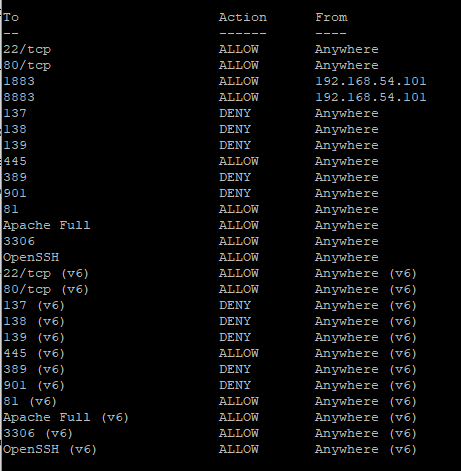 To Action From
-- ------ ----
22/tcp ALLOW Anywhere
80/tcp ALLOW Anywhere
1883 ALLOW 192.168.54.101
8883 ALLOW 192.168.54.101
137 DENY Anywhere
138 DENY Anywhere
139 DENY Anywhere
445 ALLOW Anywhere
389 DENY Anywhere
901 DENY Anywhere
81 ALLOW Anywhere
Apache Full ALLOW Anywhere
3306 ALLOW Anywhere
OpenSSH ALLOW Anywhere
22/tcp (v6) ALLOW Anywhere (v6)
80/tcp (v6) ALLOW Anywhere (v6)
137 (v6) DENY Anywhere (v6)
138 (v6) DENY Anywhere (v6)
139 (v6) DENY Anywhere (v6)
445 (v6) ALLOW Anywhere (v6)
389 (v6) DENY Anywhere (v6)
901 (v6) DENY Anywhere (v6)
81 (v6) ALLOW Anywhere (v6)
Apache Full (v6) ALLOW Anywhere (v6)
3306 (v6) ALLOW Anywhere (v6)
OpenSSH (v6) ALLOW Anywhere (v6)